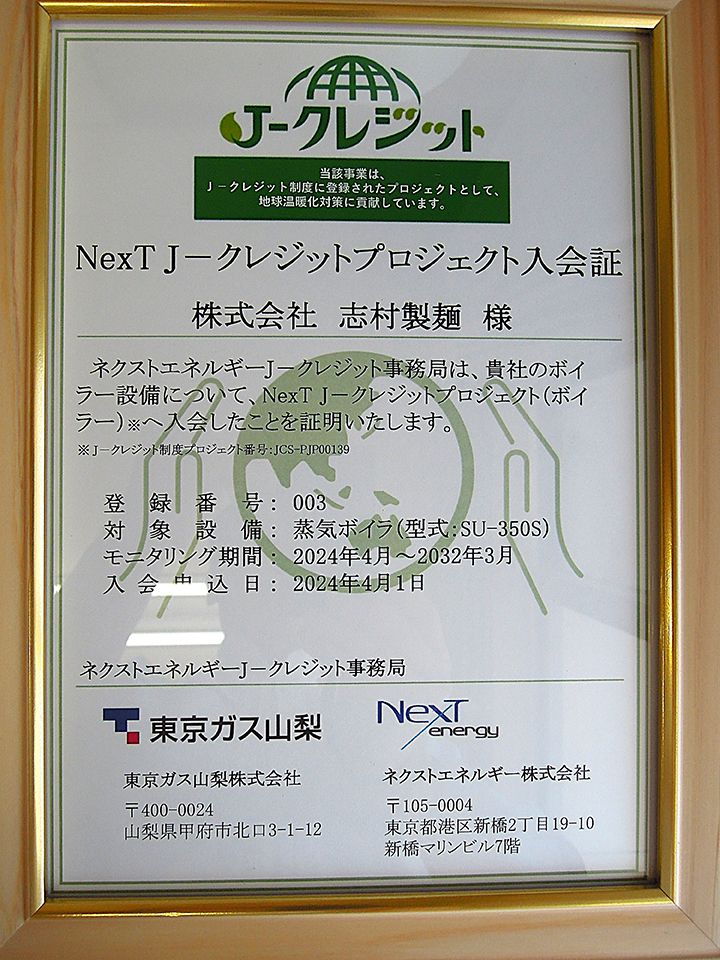 J-クレジット
当該事業は、
J-クレジット制度に登録されたプロジェクトとして、
地球温暖化対策に貢献しています。
NexT J-クレジットプロジェクト入会証
株式会社 志村製麺 様
ネクストエネルギーJ-クレジット事務局は、貴社のボイ
ラー設備について、NexT J-クレジットプロジェクト(ボイ
ラー)※へ入会したことを証明いたします。
※J-クレジット制度プロジェクト番号:JCS-PJP00139
登録番号: 003
対象設備: 蒸気ボイラ(型式:SU-350S)
モニタリング期間: 2024年4月～2032年3月
入会申込日: 2024年4月1日
ネクストエネルギーJ-クレジット事務局
東京ガス山梨
東京ガス山梨株式会社
〒400-0024
山梨県甲府市北口3-1-12
NexT energy
ネクストエネルギー株式会社
〒105-0004
東京都港区新橋2丁目19-10
新橋マリンビル7階